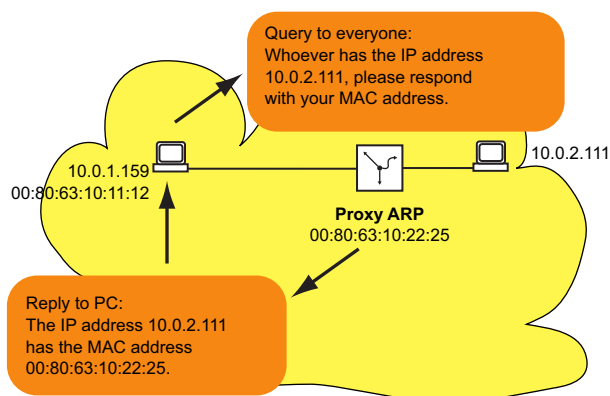 Query to everyone:
Whoever has the IP address
10.0.2.111, please respond
with your MAC address.
10.0.1.159
00:80:63:10:11:12
10.0.2.111
Proxy ARP
00:80:63:10:22:25
Reply to PC:
The IP address 10.0.2.111
has the MAC address
00:80:63:10:22:25.